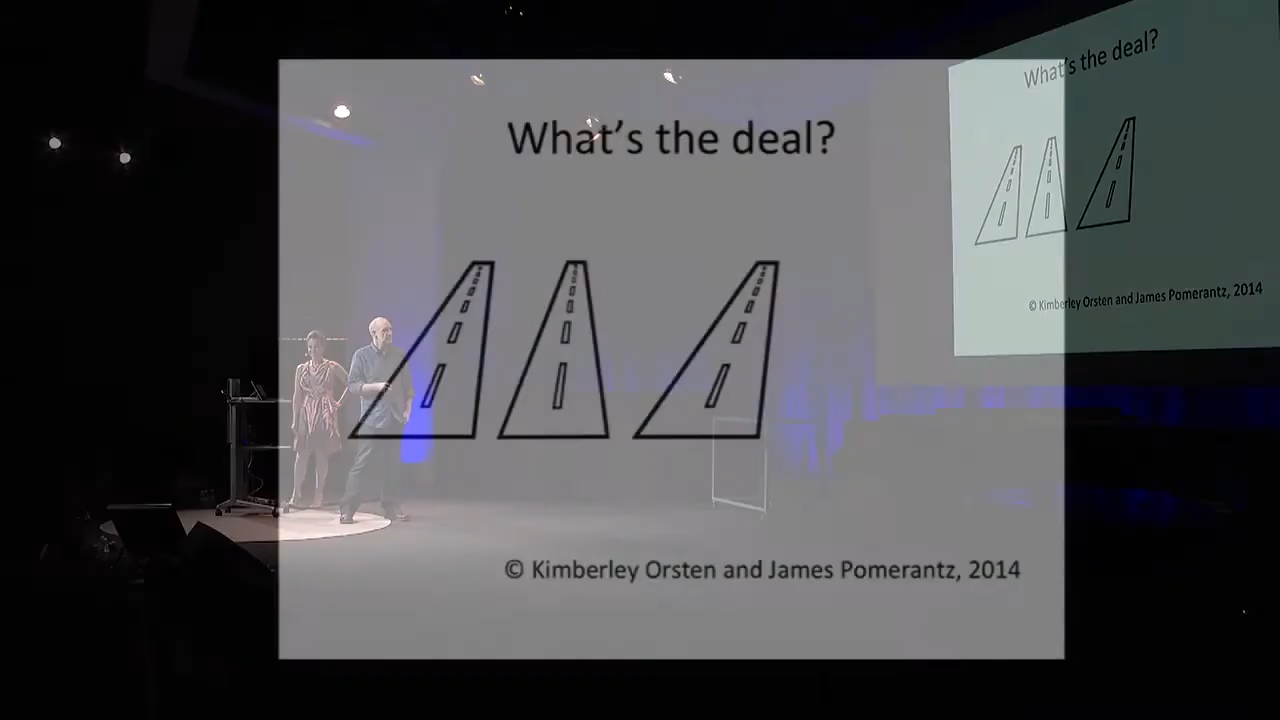 What's the deal?
© Kimberley Orsten and James Pomerantz, 2014
What's the deal?
© Kimberley Orsten and James Pomerantz, 2014